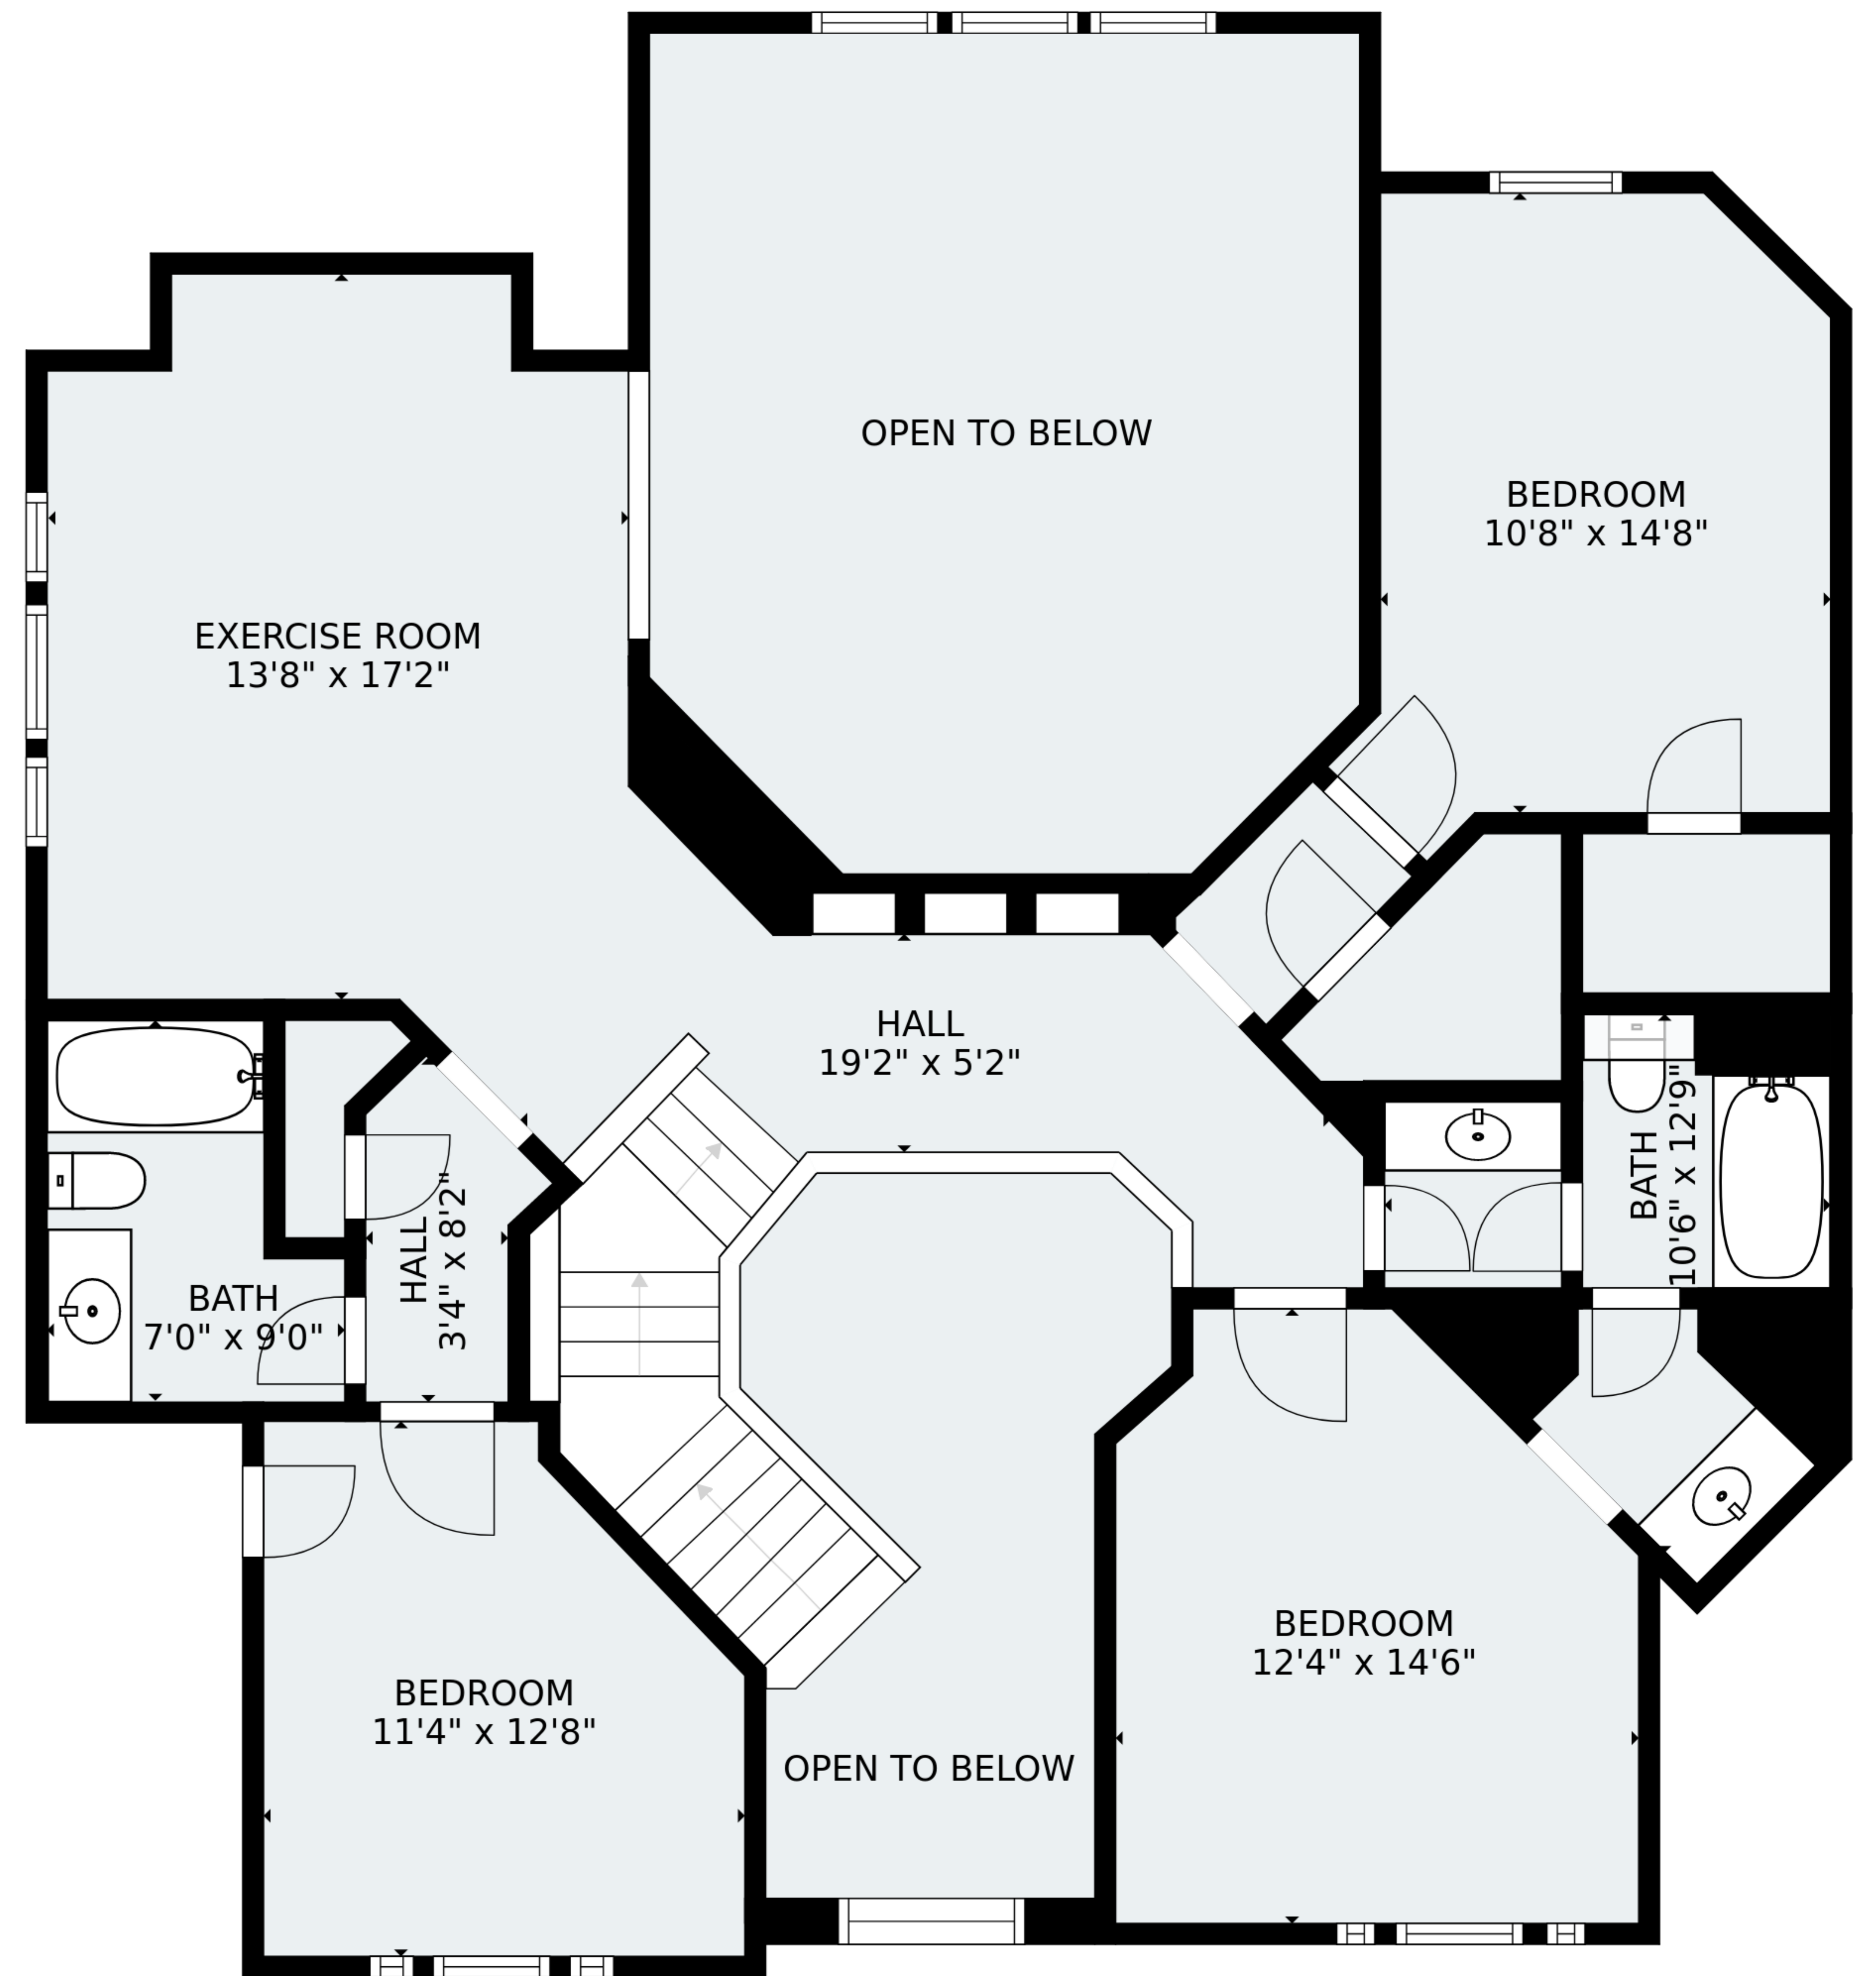 OPEN TO BELOW
BEDROOM
10'8" x 14'8"
EXERCISE ROOM
13'8" x 17'2"
HALL
19'2" x 5'2"
BATH
10'6" x 12'9"
HALL
3'4" x 8'2"
BATH
7'0" x 9'0"
BEDROOM
12'4" x 14'6"
BEDROOM
11'4" x 12'8"
OPEN TO BELOW